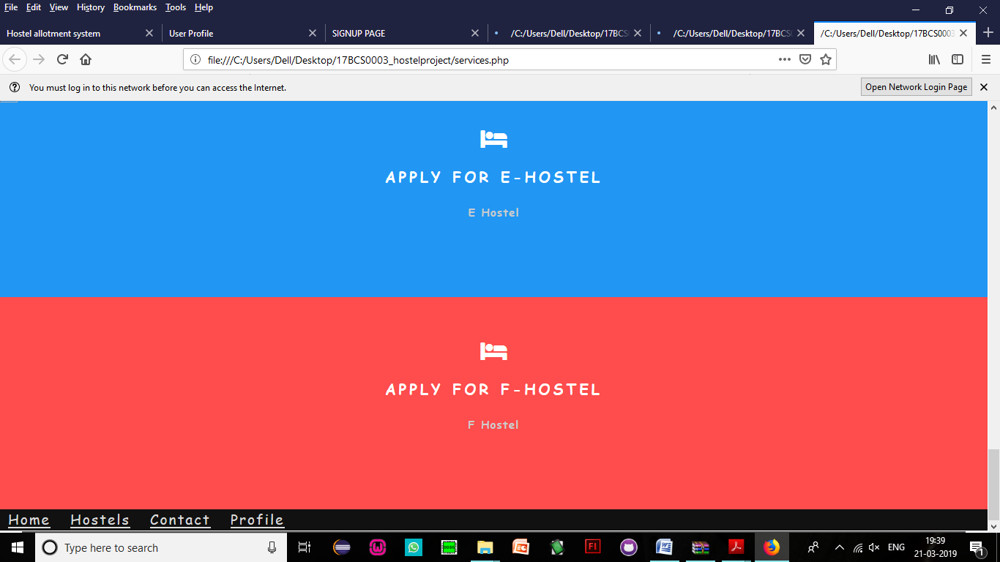 File Edit View History Bookmarks Tools Help
Hostel allotment system
User Profile
SIGNUP PAGE
/C:/Users/Dell/Desktop/17BCS
/C:/Users/Dell/Desktop/17BCS
/C:/Users/Dell/Desktop/17BCS0003
file:///C:/Users/Dell/Desktop/17BCS0003_hostelproject/services.php
You must log in to this network before you can access the Internet.
Open Network Login Page
APPLY FOR E-HOSTEL
E Hostel
APPLY FOR F-HOSTEL
F Hostel
Home Hostels Contact Profile
Type here to search
ENG
19:39
21-03-2019
1